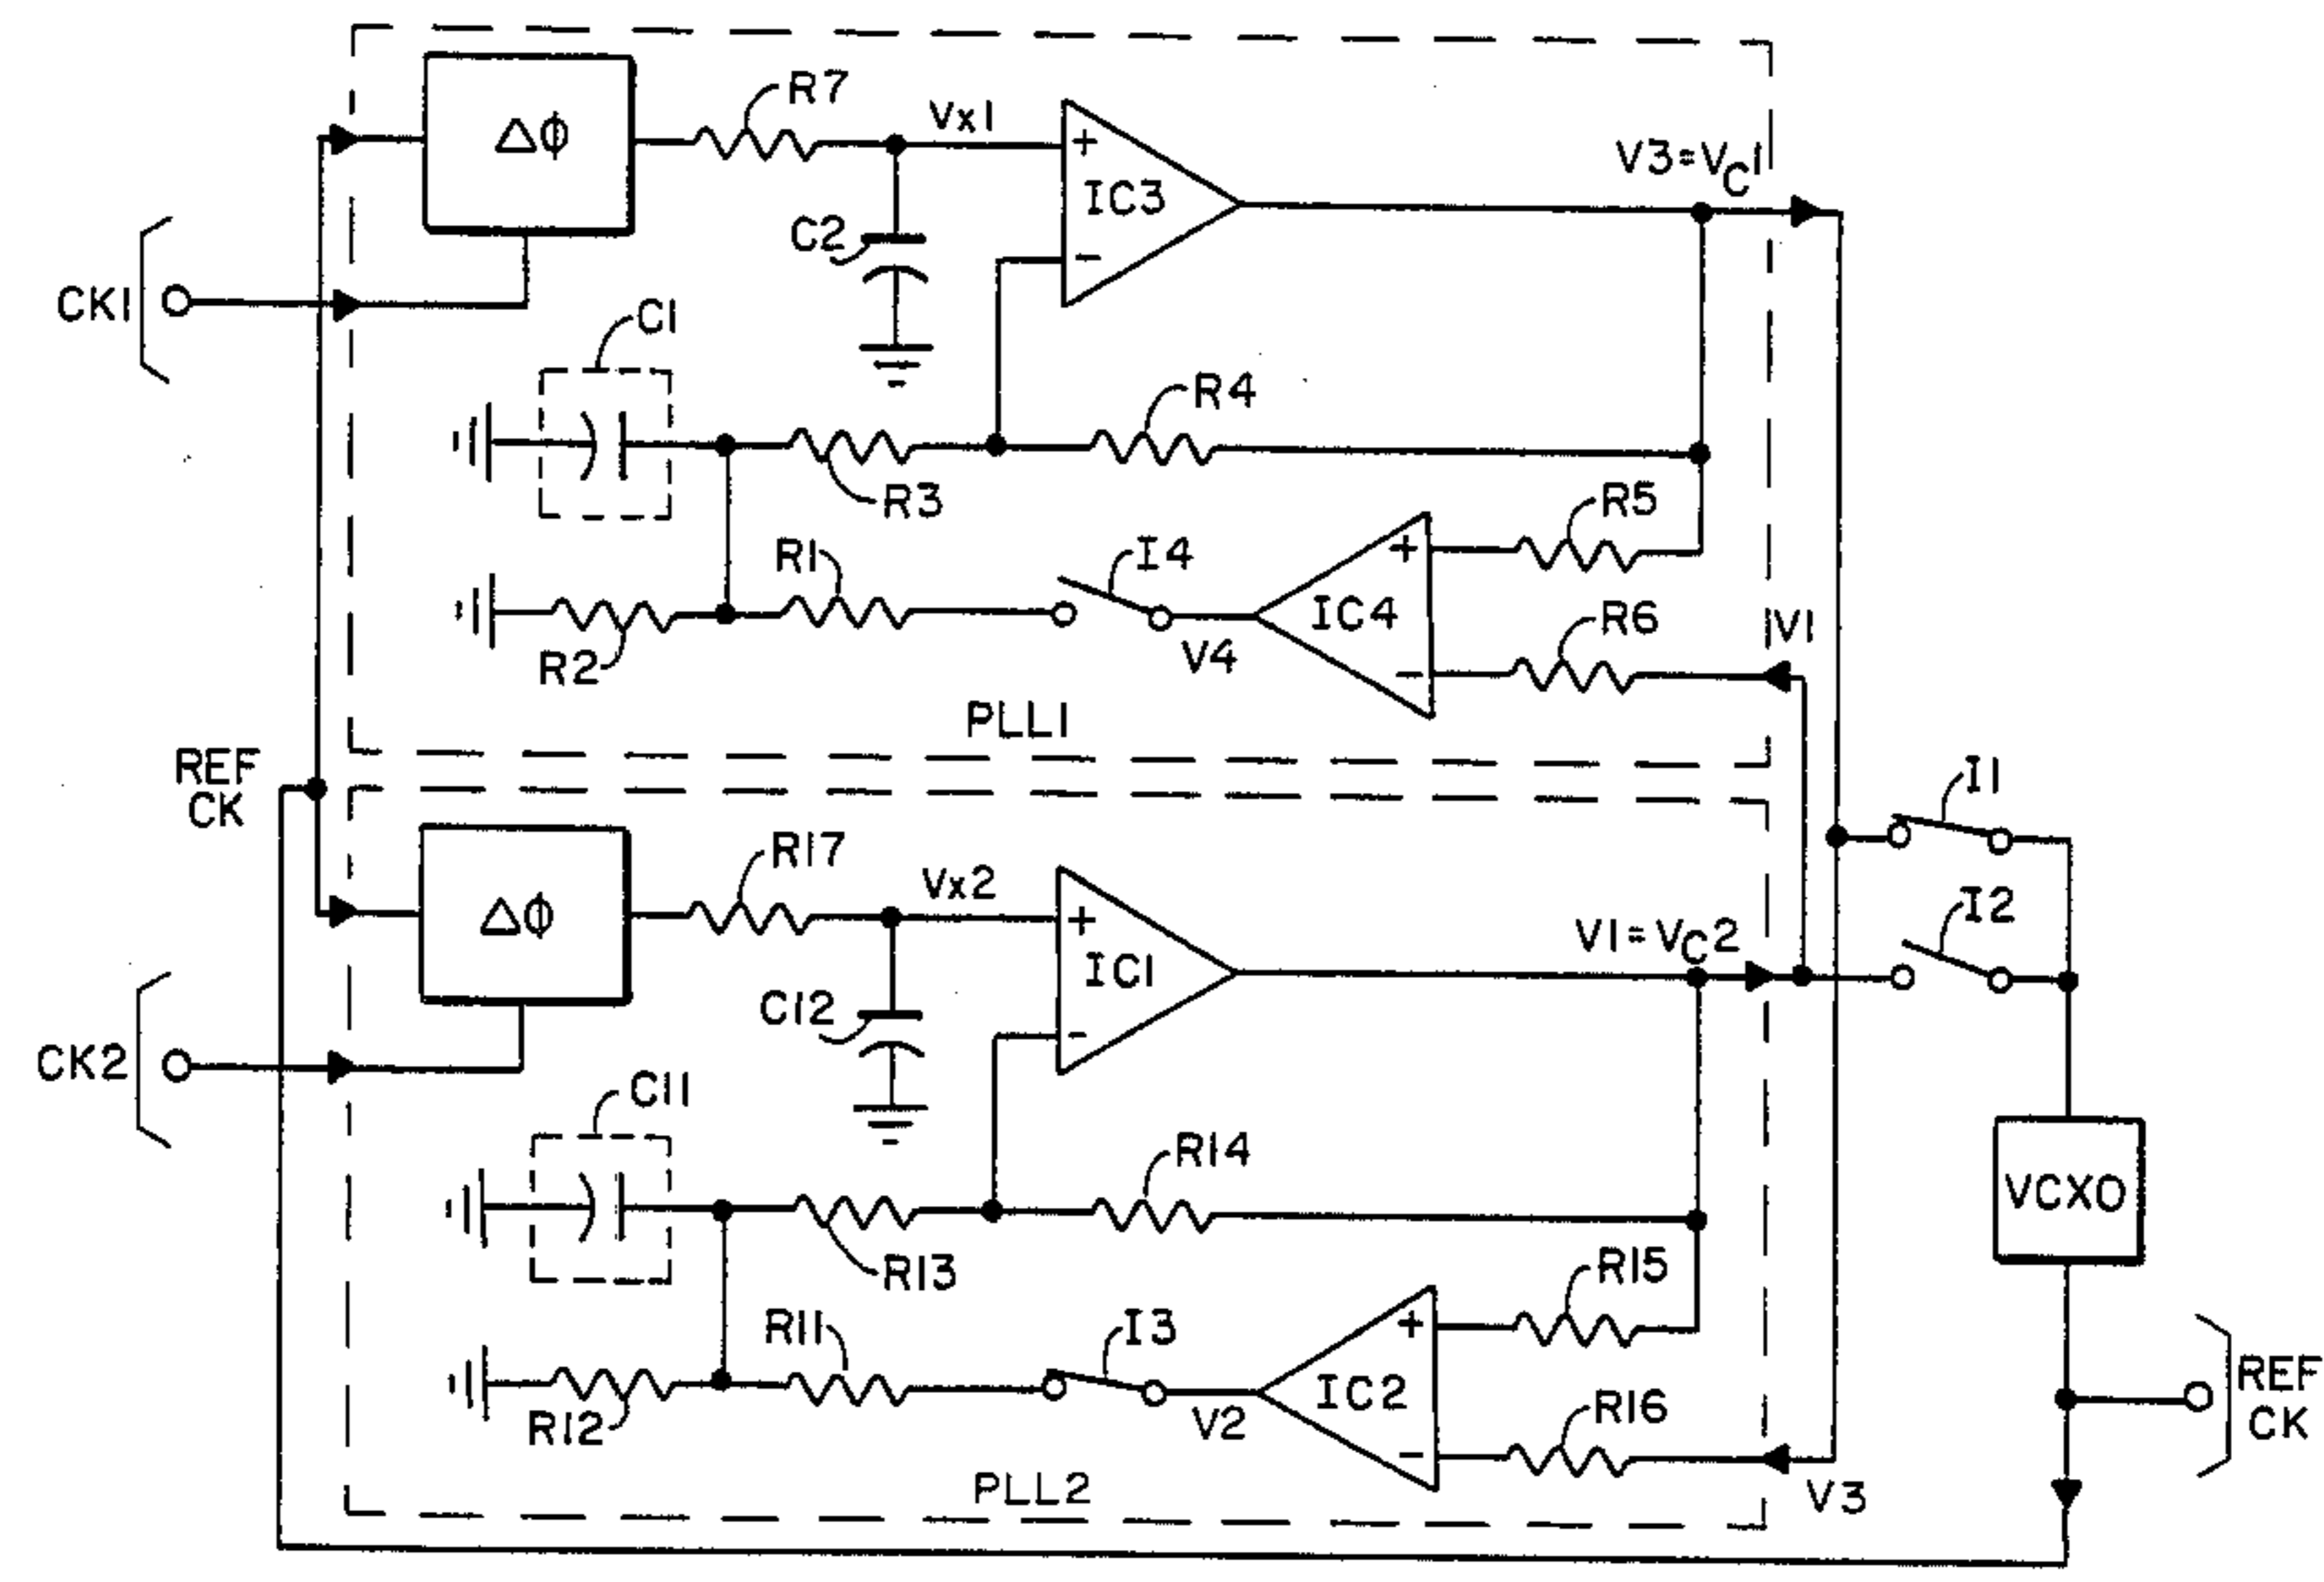 R7
ΔΦ
Vx1
V3=VC1
IC3
C2
CK1
C1
R4
R3
R5
R1
I4
IC4
R6
V1
R2
V4
PLL1
REF
CK
I1
R17
ΔΦ
Vx2
I2
V1=VC2
IC1
C12
CK2
C11
R14
VCXO
R13
R15
R11
I3
IC2
R16
REF
CK
R12
V2
PLL2
V3
+
-
+
-
+
-
+
-